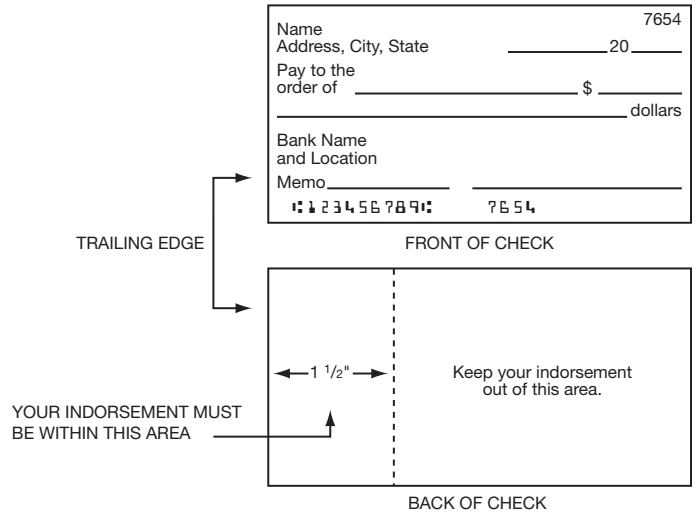 7654
Name
Address, City, State 20
Pay to the
order of $
dollars
Bank Name
and Location
Memo
⑆123456789⑆ 7654
TRAILING EDGE
FRONT OF CHECK
1 1/2"
Keep your indorsement
out of this area.
YOUR INDORSEMENT MUST
BE WITHIN THIS AREA
BACK OF CHECK